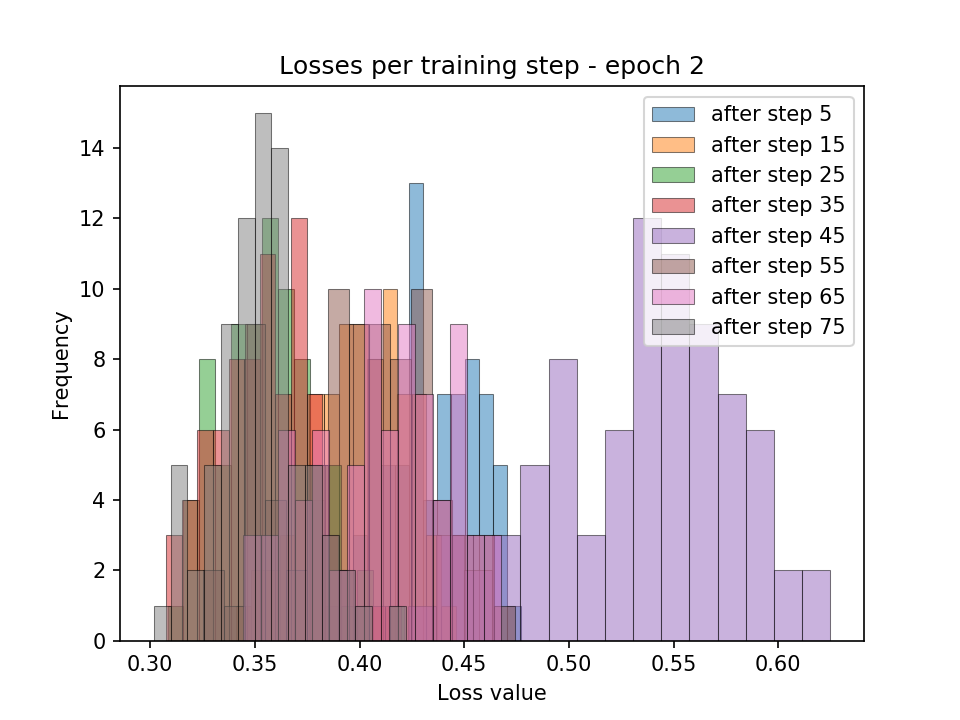 Losses per training step - epoch 2
after step 5
after step 15
after step 25
after step 35
after step 45
after step 55
after step 65
after step 75
Frequency
14
12
10
8
6
4
2
0
0.30 0.35 0.40 0.45 0.50 0.55 0.60
Loss value